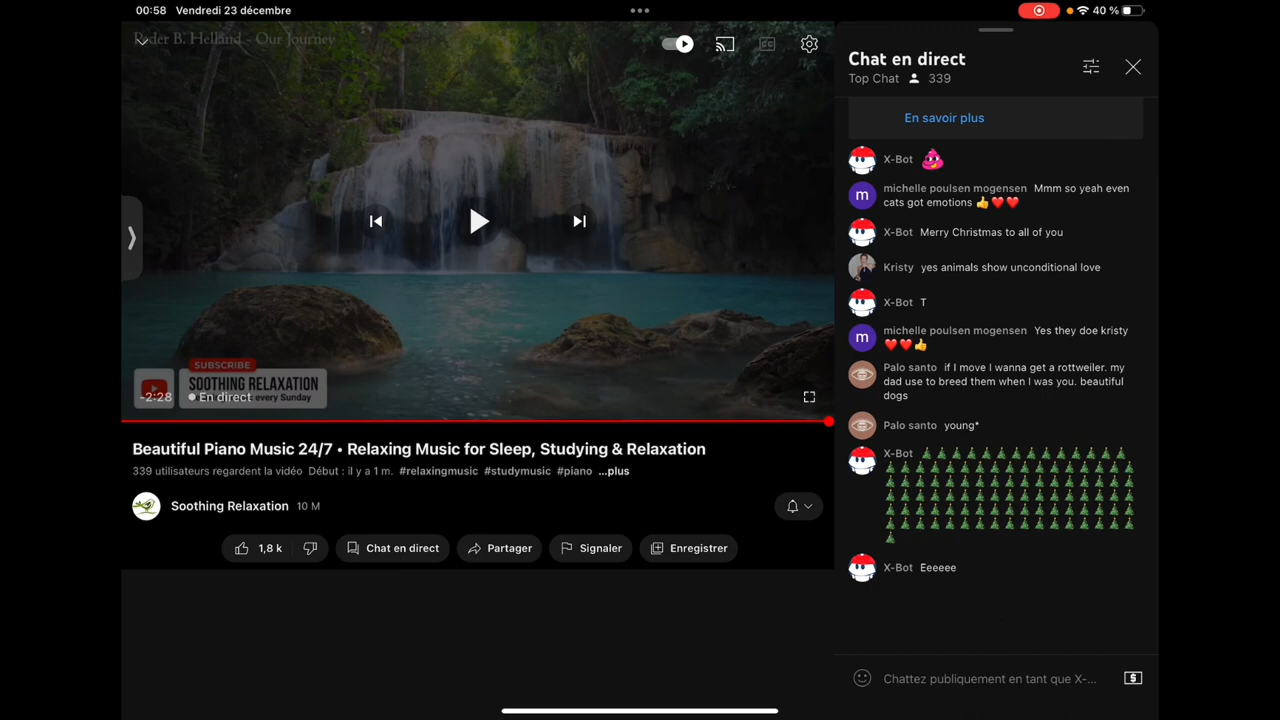 00:58 Vendredi 23 décembre
40 %
Ryder B. Helland - Our Journey
SUBSCRIBE
SOOTHING RELAXATION
every Sunday
-2:28 En direct
Beautiful Piano Music 24/7 • Relaxing Music for Sleep, Studying & Relaxation
339 utilisateurs regardent la vidéo Début : il y a 1 m. #relaxingmusic #studymusic #piano ...plus
Soothing Relaxation 10 M
1,8 k
Chat en direct
Partager
Signaler
Enregistrer
Chat en direct
Top Chat 339
En savoir plus
X-Bot 
m michelle poulsen mogensen Mmm so yeah even
cats got emotions 👍❤️❤️
X-Bot Merry Christmas to all of you
Kristy yes animals show unconditional love
X-Bot T
m michelle poulsen mogensen Yes they doe kristy
❤️❤️👍
Palo santo if I move I wanna get a rottweiler. my
dad use to breed them when I was you. beautiful
dogs
Palo santo young*
X-Bot
X-Bot Eeeeee
Chattez publiquement en tant que X-...